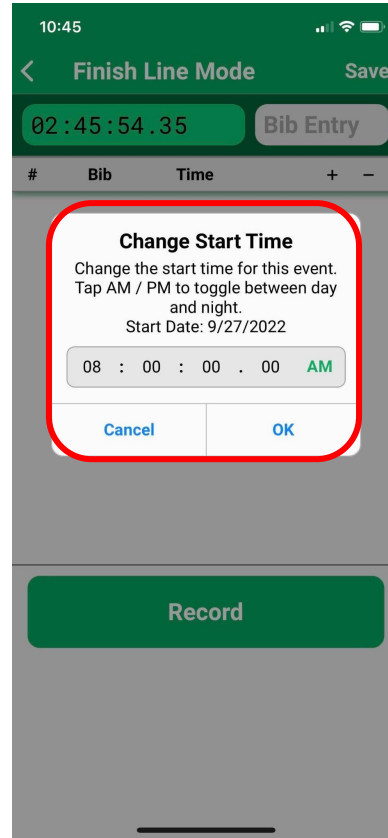 10:45
Finish Line Mode Save
02:45:54.35 Bib Entry
# Bib Time + −
Change Start Time
Change the start time for this event.
Tap AM / PM to toggle between day
and night.
Start Date: 9/27/2022
08 : 00 : 00 . 00 AM
Cancel OK
Record